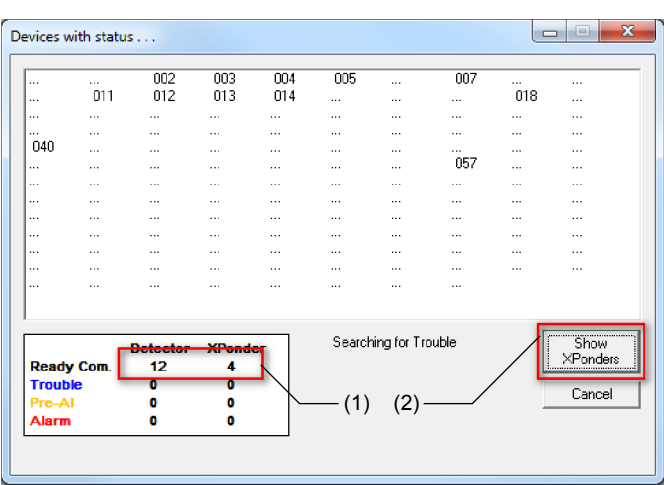 Devices with status . . .
... ... 002 003 004 005 ... 007 ... ...
... 011 012 013 014 ... ... ... 018 ...
... ... ... ... ... ... ... ... ... ...
... ... ... ... ... ... ... ... ... ...
040 ... ... ... ... ... ... ... ... ...
... ... ... ... ... ... ... 057 ... ...
... ... ... ... ... ... ... ... ... ...
... ... ... ... ... ... ... ... ... ...
... ... ... ... ... ... ... ... ... ...
... ... ... ... ... ... ... ... ... ...
... ... ... ... ... ... ... ... ... ...
... ... ... ... ... ... ... ... ... ...
... ... ... ... ... ... ... ...
Detector XPonder
Ready Com. 12 4
Trouble 0 0
Pre-Al 0 0
Alarm 0 0
Searching for Trouble
Show
XPonders
Cancel
(1) (2)